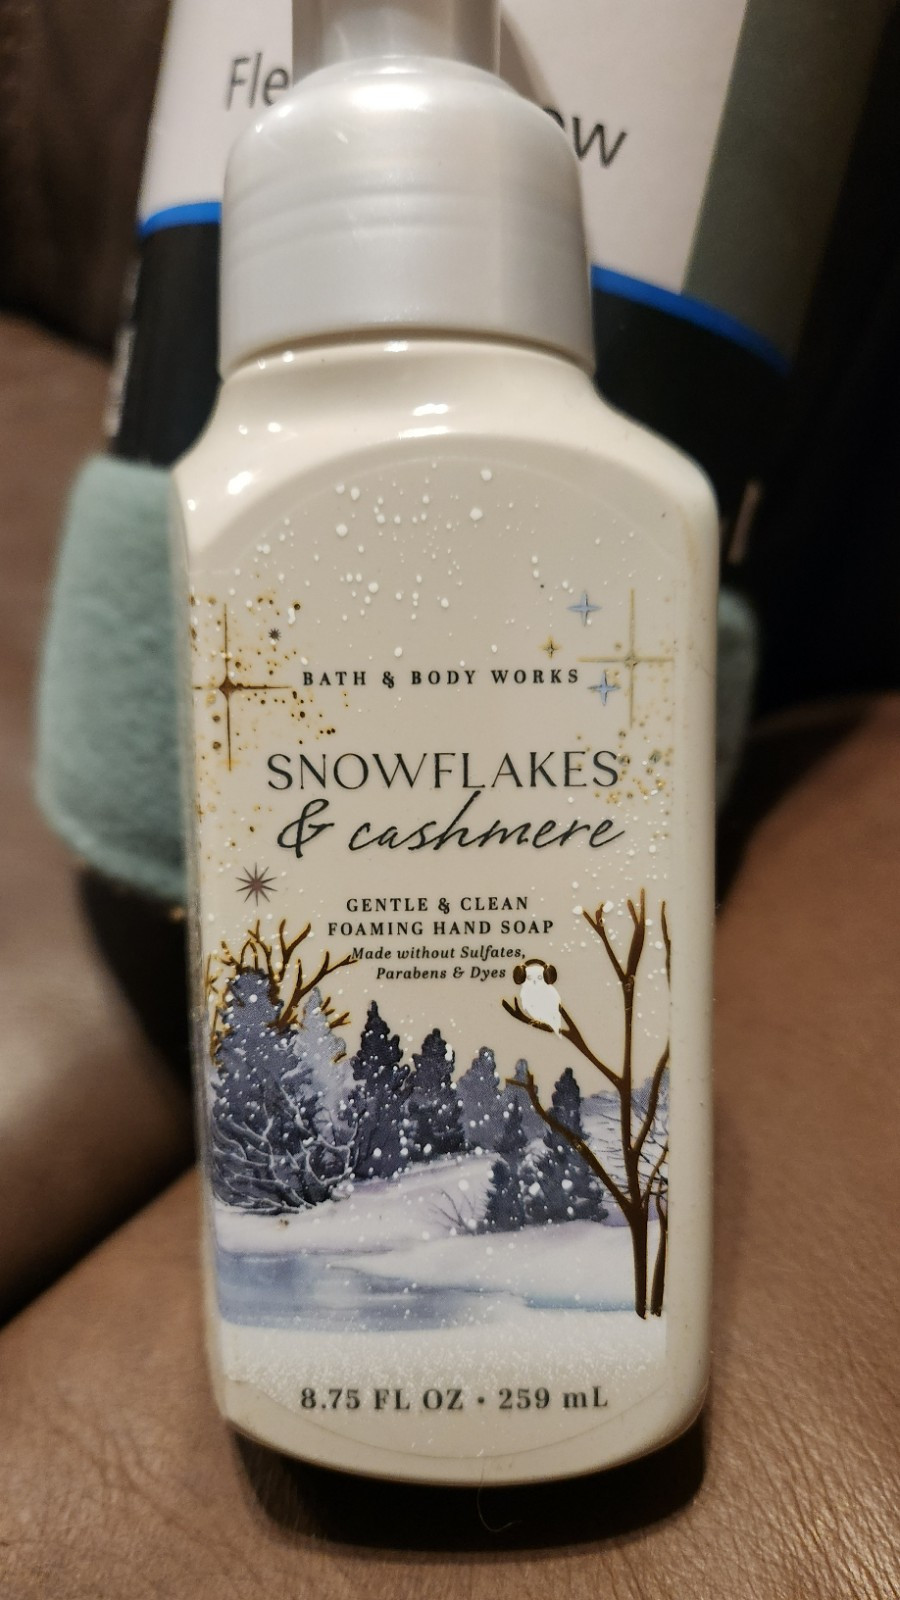 BATH & BODY WORKS
SNOWFLAKES
& cashmere
GENTLE & CLEAN
FOAMING HAND SOAP
Made without Sulfates,
Parabens & Dyes
8.75 FL OZ • 259 mL